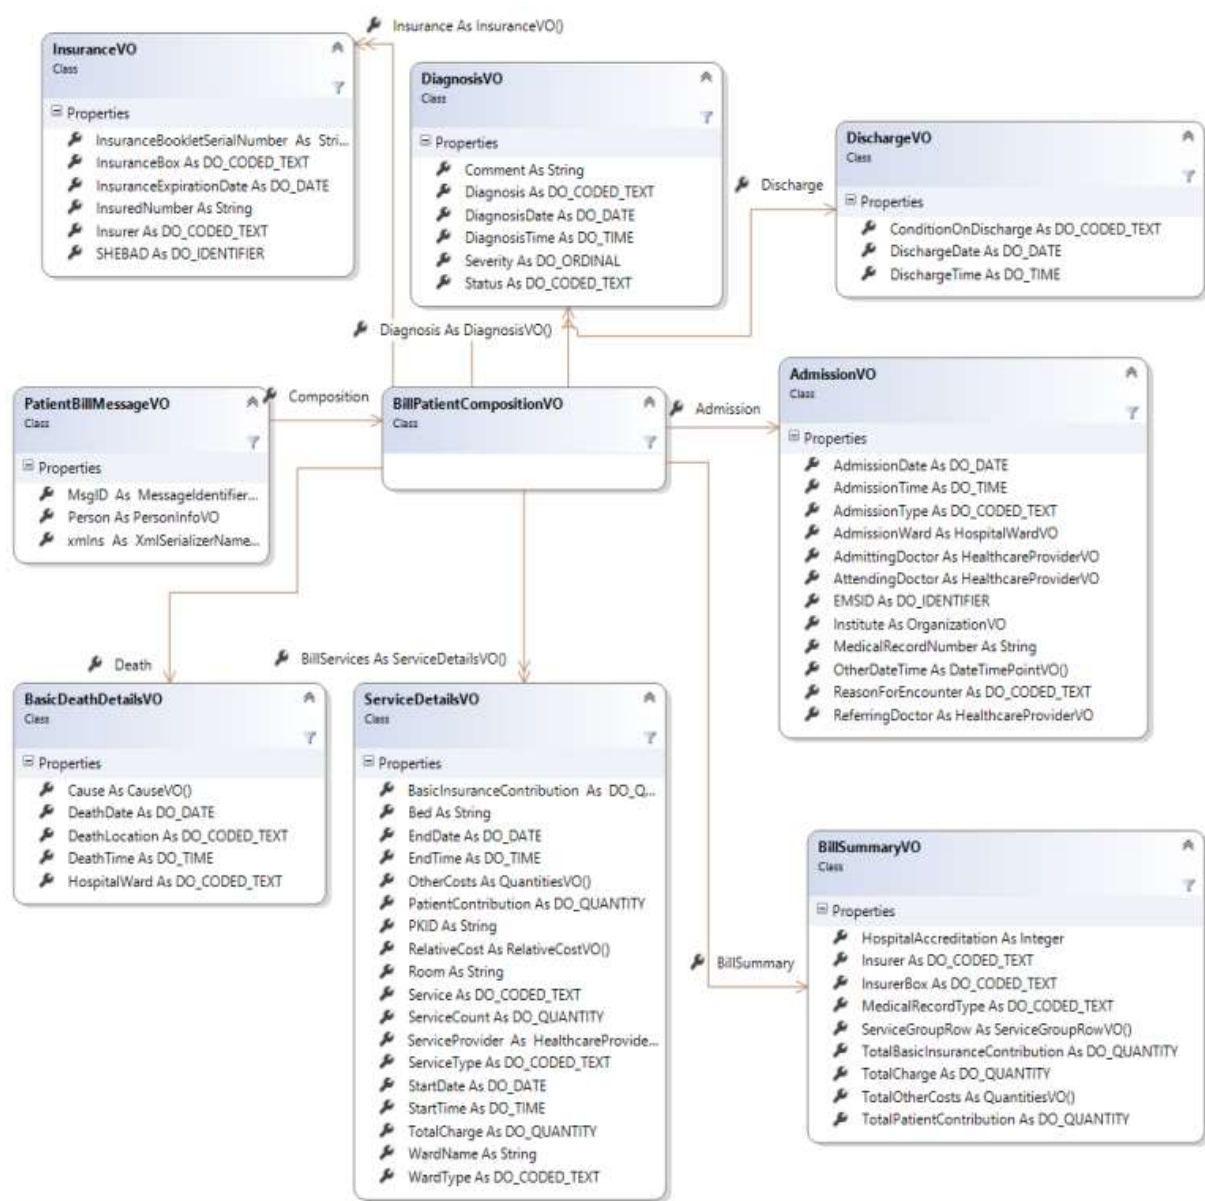 Insurance As InsuranceVO()
InsuranceVO
Class
Properties
InsuranceBookletSerialNumber As Stri...
InsuranceBox As DO_CODED_TEXT
InsuranceExpirationDate As DO_DATE
InsuredNumber As String
Insurer As DO_CODED_TEXT
SHEBAD As DO_IDENTIFIER
DiagnosisVO
Class
Properties
Comment As String
Diagnosis As DO_CODED_TEXT
DiagnosisDate As DO_DATE
DiagnosisTime As DO_TIME
Severity As DO_ORDINAL
Status As DO_CODED_TEXT
Discharge
DischargeVO
Class
Properties
ConditionOnDischarge As DO_CODED_TEXT
DischargeDate As DO_DATE
DischargeTime As DO_TIME
Diagnosis As DiagnosisVO()
PatientBillMessageVO
Class
Properties
MsgID As MessageIdentifier...
Person As PersonInfoVO
xmlns As XmlSerializerName...
Composition
BillPatientCompositionVO
Class
Admission
AdmissionVO
Class
Properties
AdmissionDate As DO_DATE
AdmissionTime As DO_TIME
AdmissionType As DO_CODED_TEXT
AdmissionWard As HospitalWardVO
AdmittingDoctor As HealthcareProviderVO
AttendingDoctor As HealthcareProviderVO
EMSID As DO_IDENTIFIER
Institute As OrganizationVO
MedicalRecordNumber As String
OtherDateTime As DateTimePointVO()
ReasonForEncounter As DO_CODED_TEXT
ReferringDoctor As HealthcareProviderVO
Death
BasicDeathDetailsVO
Class
Properties
Cause As CauseVO()
DeathDate As DO_DATE
DeathLocation As DO_CODED_TEXT
DeathTime As DO_TIME
HospitalWard As DO_CODED_TEXT
BillServices As ServiceDetailsVO()
ServiceDetailsVO
Class
Properties
BasicInsuranceContribution As DO_Q...
Bed As String
EndDate As DO_DATE
EndTime As DO_TIME
OtherCosts As QuantitiesVO()
PatientContribution As DO_QUANTITY
PKID As String
RelativeCost As RelativeCostVO()
Room As String
Service As DO_CODED_TEXT
ServiceCount As DO_QUANTITY
ServiceProvider As HealthcareProvide...
ServiceType As DO_CODED_TEXT
StartDate As DO_DATE
StartTime As DO_TIME
TotalCharge As DO_QUANTITY
WardName As String
WardType As DO_CODED_TEXT
BillSummary
BillSummaryVO
Class
Properties
HospitalAccreditation As Integer
Insurer As DO_CODED_TEXT
InsurerBox As DO_CODED_TEXT
MedicalRecordType As DO_CODED_TEXT
ServiceGroupRow As ServiceGroupRowVO()
TotalBasicInsuranceContribution As DO_QUANTITY
TotalCharge As DO_QUANTITY
TotalOtherCosts As QuantitiesVO()
TotalPatientContribution As DO_QUANTITY